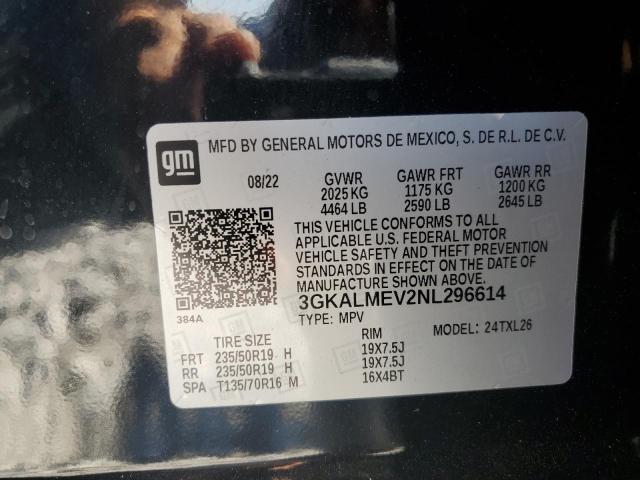 gm
MFD BY GENERAL MOTORS DE MEXICO, S. DE R.L. DE C.V.
08/22 GVWR GAWR FRT GAWR RR
2025 KG 1175 KG 1200 KG
4464 LB 2590 LB 2645 LB
THIS VEHICLE CONFORMS TO ALL
APPLICABLE U.S. FEDERAL MOTOR
VEHICLE SAFETY AND THEFT PREVENTION
STANDARDS IN EFFECT ON THE DATE OF
MANUFACTURE SHOWN ABOVE.
384A
3GKALMEV2NL296614
TYPE: MPV MODEL: 24TXL26
TIRE SIZE RIM
FRT 235/50R19 H 19X7.5J
RR 235/50R19 H 19X7.5J
SPA T135/70R16 M 16X4BT